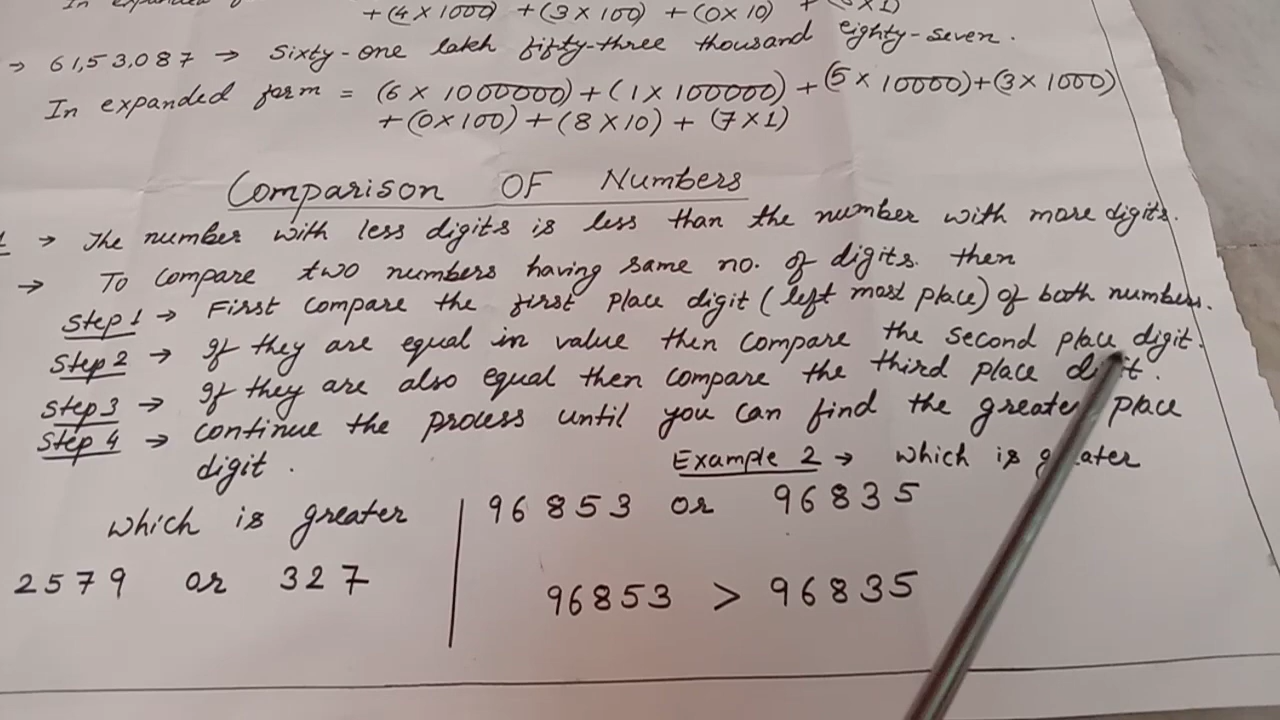 In expanded
+(4×1000) +(3×100) +(0×10) + ×1)
→ 61,53,087 → Sixty-one lakh fifty-three thousand eighty-seven.
In expanded form = (6×1000000)+(1×100000)+(5×10000)+(3×1000)
+(0×100)+(8×10)+(7×1)
Comparison OF Numbers
1 → The number with less digits is less than the number with more digits.
→ To compare two numbers having same no. of digits. then
Step 1 → First compare the first place digit (left most place) of both numbers.
Step 2 → If they are equal in value then compare the second place digit.
Step 3 → If they are also equal then compare the third place digit.
Step 4 → continue the process until you can find the greater place
digit.
Example 2 → which is greater
which is greater
2579 or 327
96853 or 96835
96853 > 96835